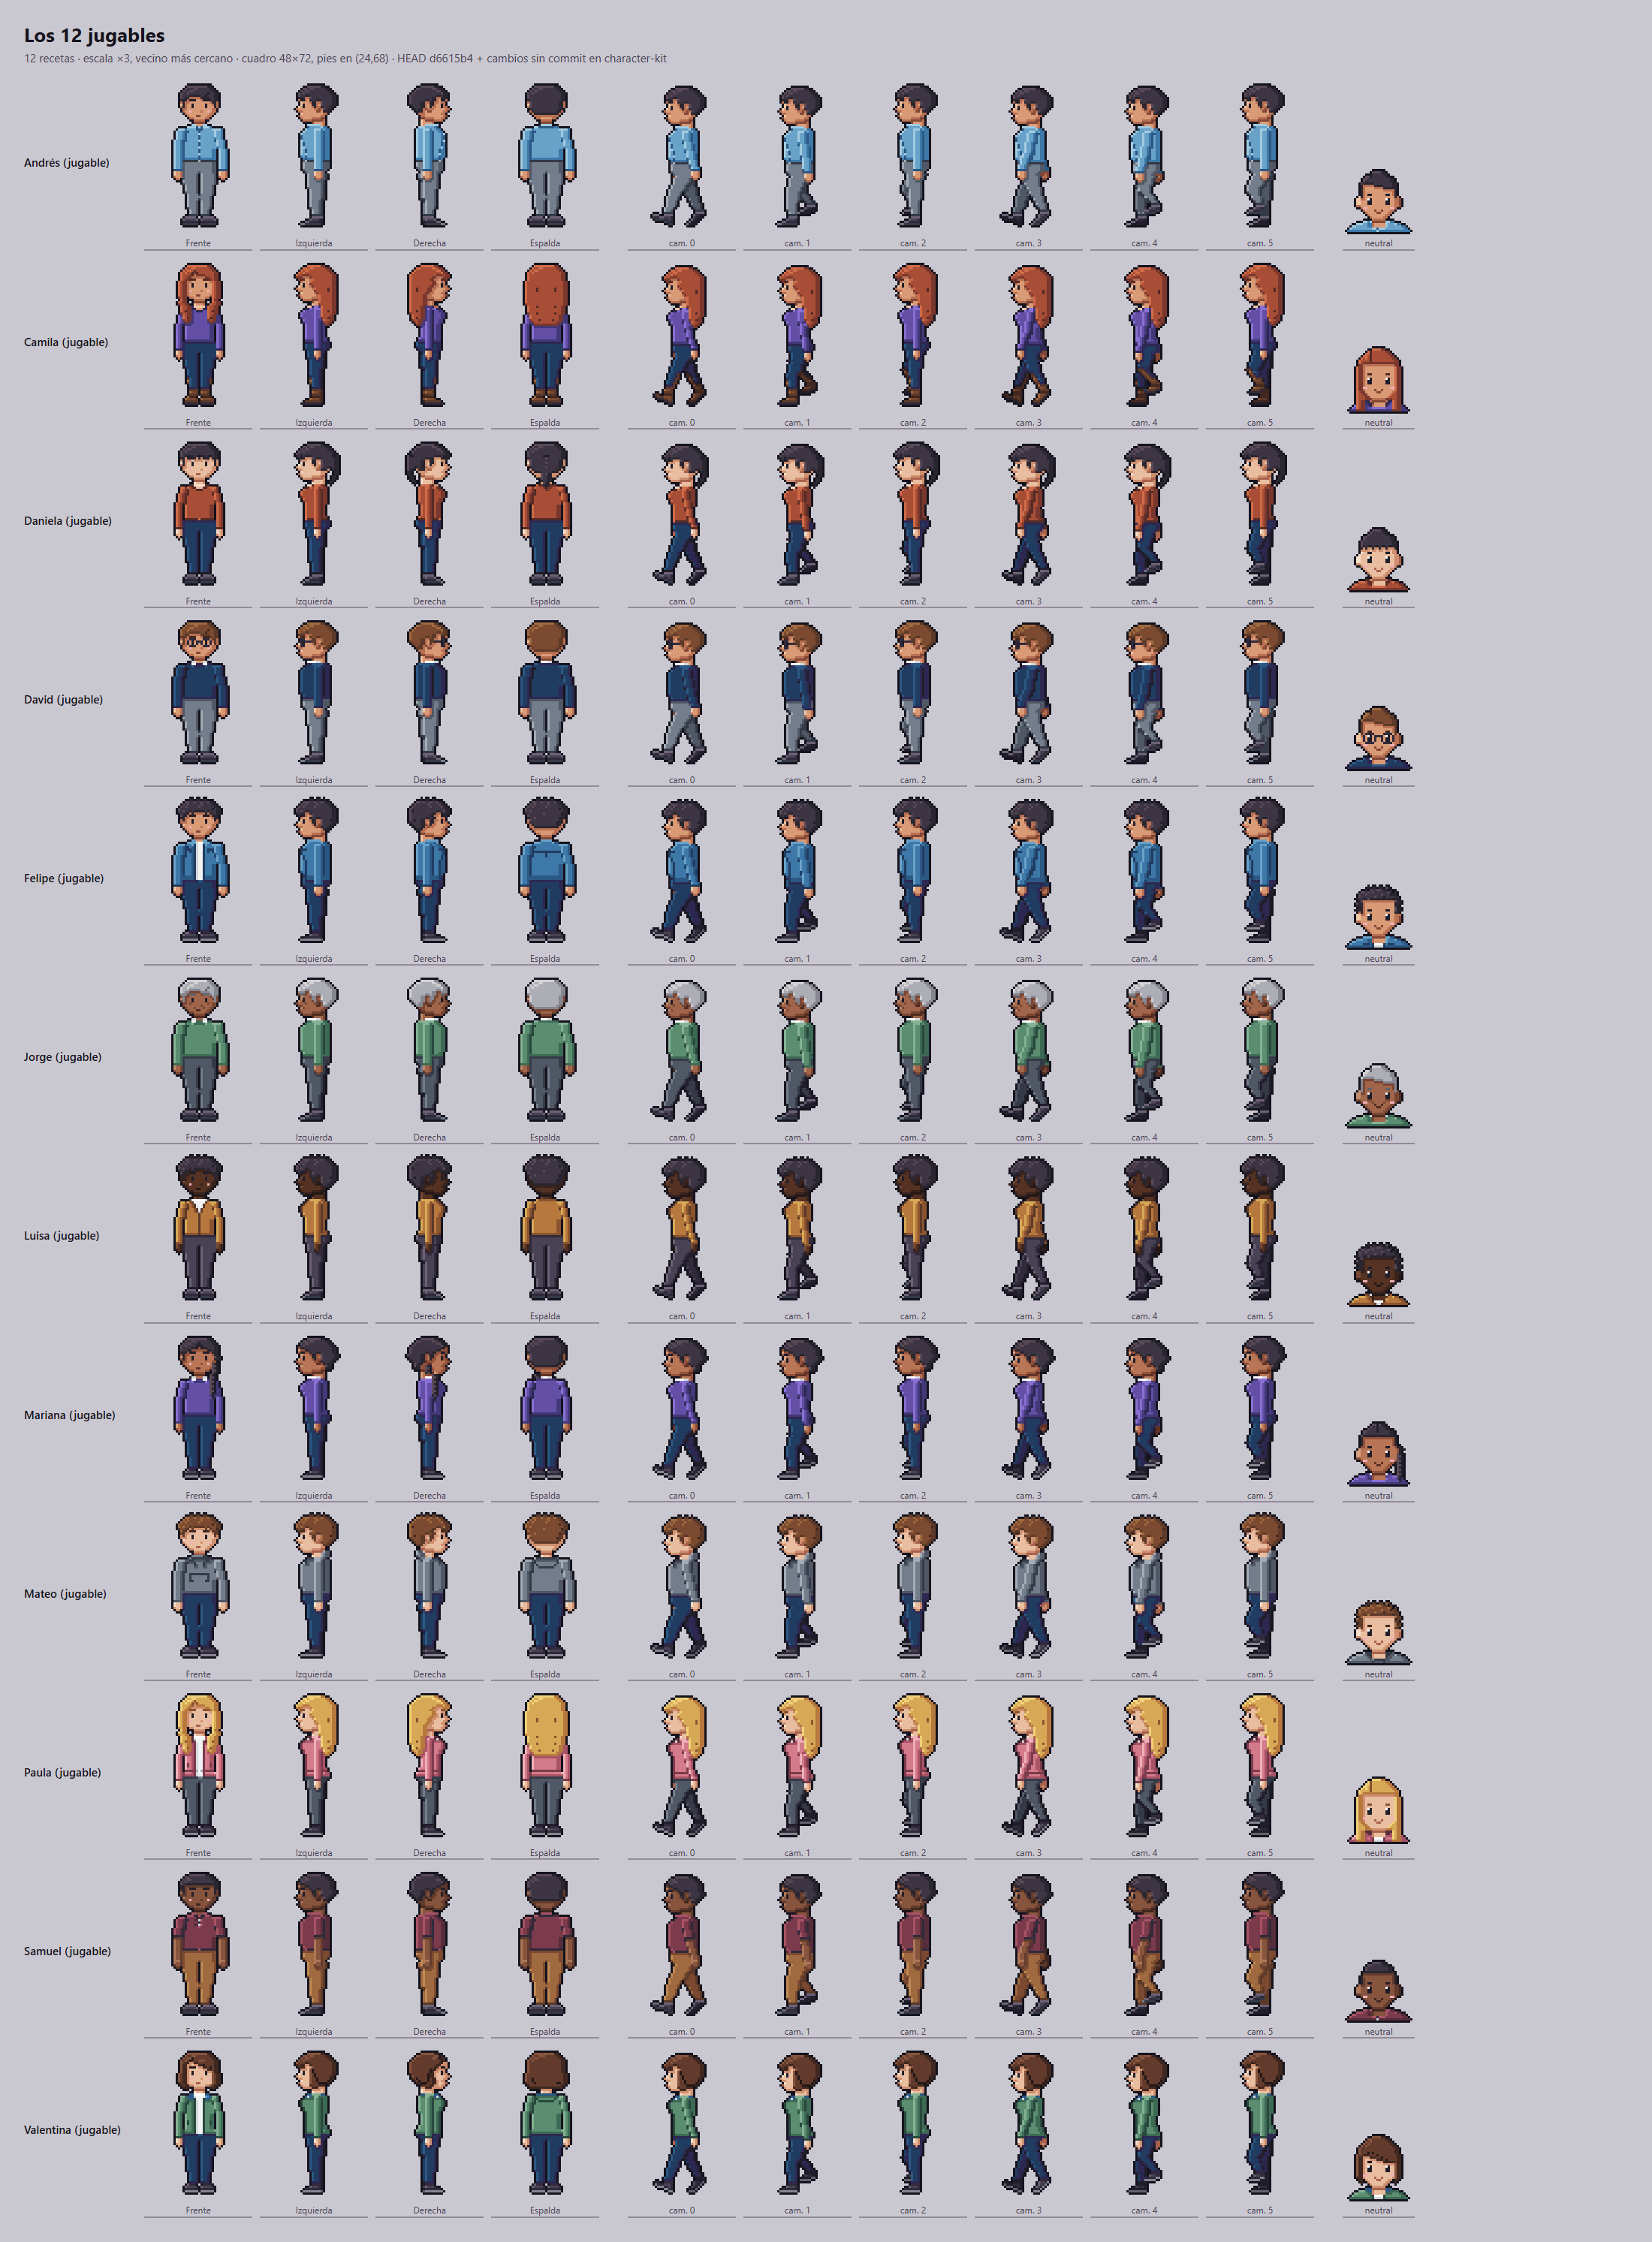 Los 12 jugables
12 recetas · escala ×3, vecino más cercano · cuadro 48×72, pies en (24,68) · HEAD d6615b4 + cambios sin commit en character-kit
Andrés (jugable)
Frente Izquierda Derecha Espalda cam. 0 cam. 1 cam. 2 cam. 3 cam. 4 cam. 5 neutral
Camila (jugable)
Frente Izquierda Derecha Espalda cam. 0 cam. 1 cam. 2 cam. 3 cam. 4 cam. 5 neutral
Daniela (jugable)
Frente Izquierda Derecha Espalda cam. 0 cam. 1 cam. 2 cam. 3 cam. 4 cam. 5 neutral
David (jugable)
Frente Izquierda Derecha Espalda cam. 0 cam. 1 cam. 2 cam. 3 cam. 4 cam. 5 neutral
Felipe (jugable)
Frente Izquierda Derecha Espalda cam. 0 cam. 1 cam. 2 cam. 3 cam. 4 cam. 5 neutral
Jorge (jugable)
Frente Izquierda Derecha Espalda cam. 0 cam. 1 cam. 2 cam. 3 cam. 4 cam. 5 neutral
Luisa (jugable)
Frente Izquierda Derecha Espalda cam. 0 cam. 1 cam. 2 cam. 3 cam. 4 cam. 5 neutral
Mariana (jugable)
Frente Izquierda Derecha Espalda cam. 0 cam. 1 cam. 2 cam. 3 cam. 4 cam. 5 neutral
Mateo (jugable)
Frente Izquierda Derecha Espalda cam. 0 cam. 1 cam. 2 cam. 3 cam. 4 cam. 5 neutral
Paula (jugable)
Frente Izquierda Derecha Espalda cam. 0 cam. 1 cam. 2 cam. 3 cam. 4 cam. 5 neutral
Samuel (jugable)
Frente Izquierda Derecha Espalda cam. 0 cam. 1 cam. 2 cam. 3 cam. 4 cam. 5 neutral
Valentina (jugable)
Frente Izquierda Derecha Espalda cam. 0 cam. 1 cam. 2 cam. 3 cam. 4 cam. 5 neutral